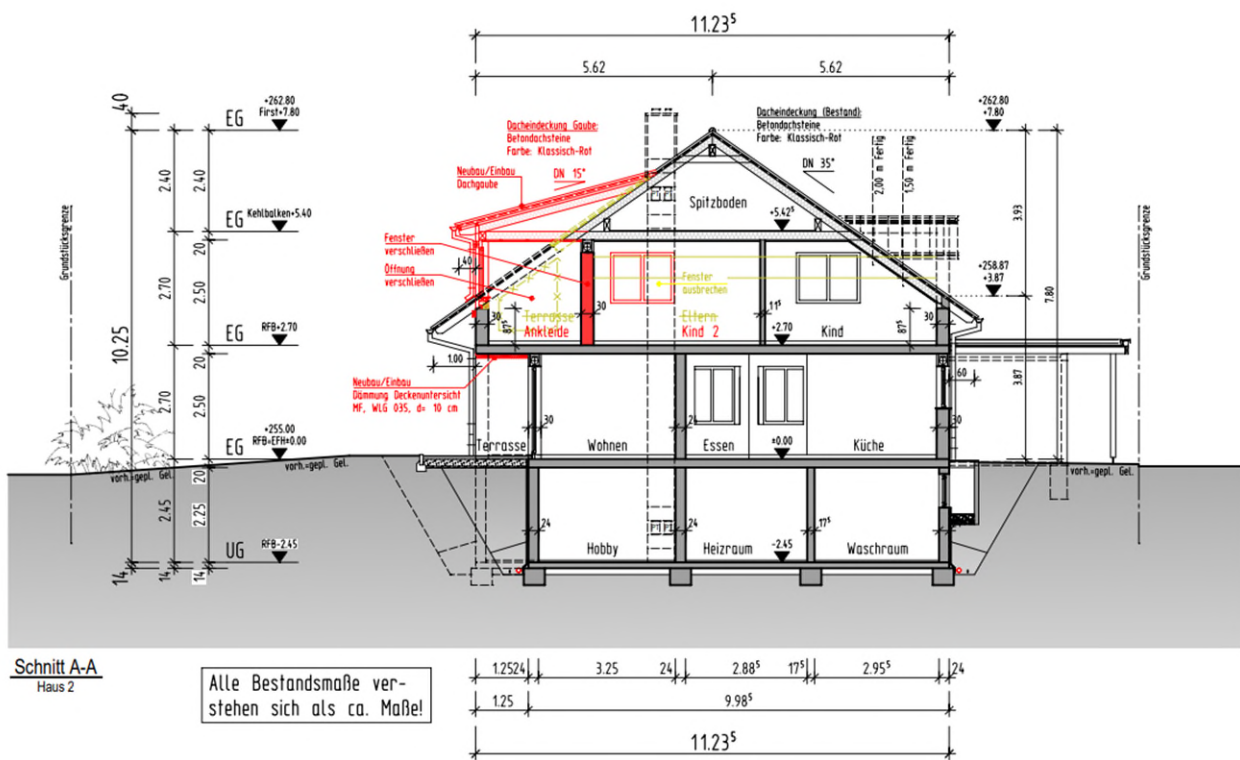 11.23⁵
5.62
5.62
40
EG
+262.80
First+7.80
Dacheindeckung Gaube:
Betondachsteine
Farbe: Klassisch-Rot
Dacheindeckung (Bestand):
Betondachsteine
Farbe: Klassisch-Rot
+262.80
+7.80
Neubau/Einbau
Dachgaube
DN 15°
DN 35°
2,00 m Fertig
1,50 m Fertig
2.40
2.40
Spitzboden
3.93
Grundstücksgrenze
Grundstücksgrenze
EG
Kehlbalken+5.40
+5.42⁵
20
Fenster
verschließen
40
Öffnung
verschließen
Fenster
ausbrechen
+258.87
+3.87
7.80
2.70
2.50
30
30
11⁵
30
87⁵
87⁵
Terrasse
Eltern
Ankleide
Kind 2
Kind
10.25
EG
RFB+2.70
+2.70
20
1.00
60
3.87
Neubau/Einbau
Dämmung Deckenuntersicht
MF, WLG 035, d= 10 cm
2.70
2.50
30
24
30
EG
+255.00
RFB=EFH±0.00
Terrasse
Wohnen
Essen
±0.00
Küche
vorh.=gepl. Gel.
vorh.=gepl. Gel.
20
2.45
2.25
24
24
17⁵
24
UG
RFB-2.45
Hobby
Heizraum
-2.45
Waschraum
14
14
14
Schnitt A-A
Haus 2
Alle Bestandsmaße ver-
stehen sich als ca. Maße!
1.25
24
3.25
24
2.88⁵
17⁵
2.95⁵
24
1.25
9.98⁵
11.23⁵